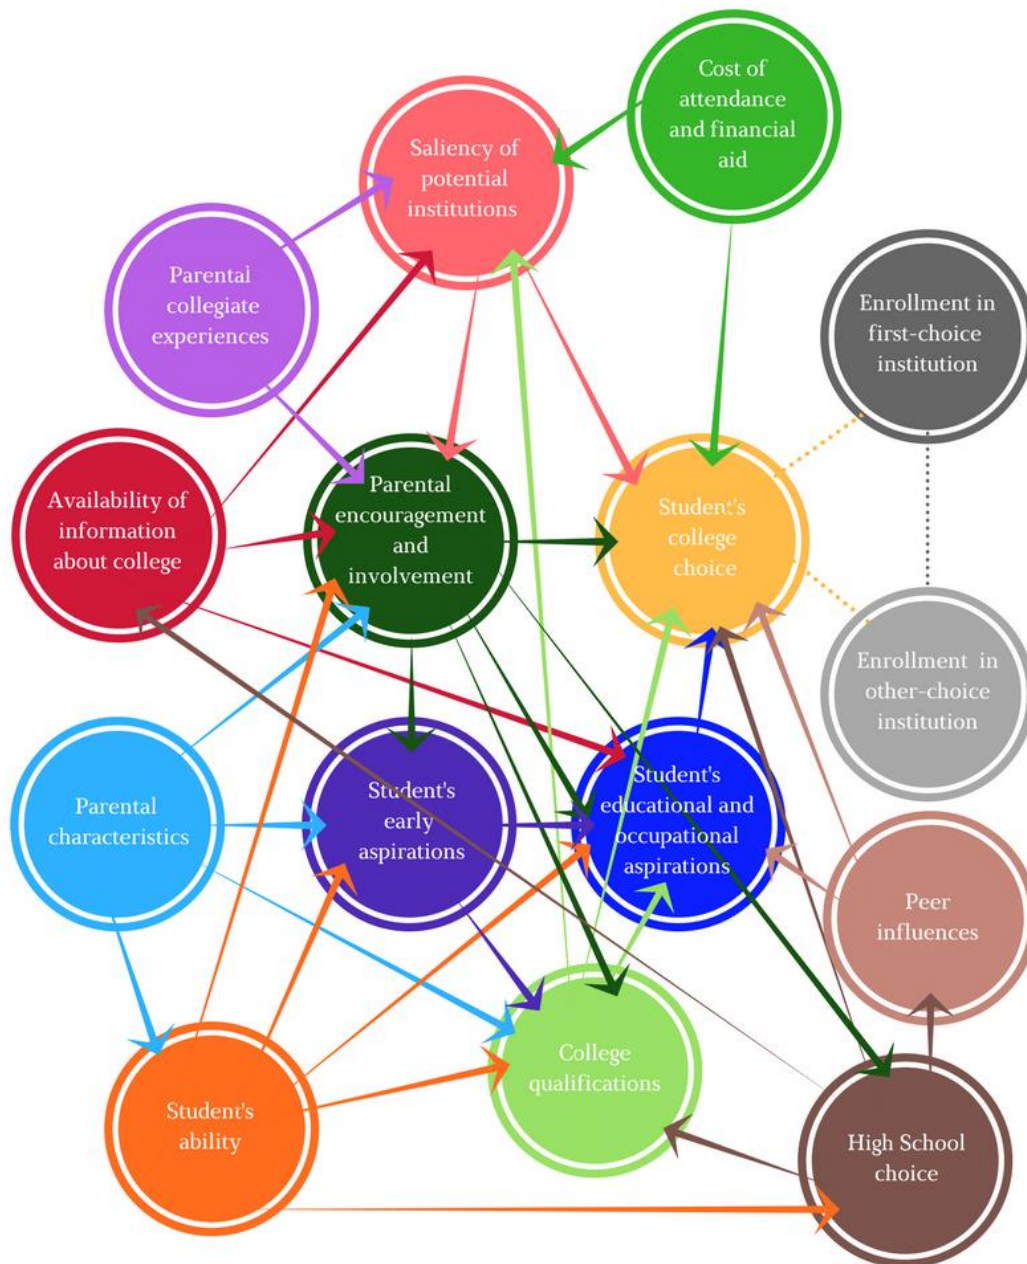 Cost of
attendance
and financial
aid
Saliency of
potential
institutions
Parental
collegiate
experiences
Enrollment in
first-choice
institution
Availability of
information
about college
Parental
encouragement
and
involvement
Student's
college
choice
Enrollment in
other-choice
institution
Parental
characteristics
Student's
early
aspirations
Student's
educational and
occupational
aspirations
Peer
influences
Student's
ability
College
qualifications
High School
choice